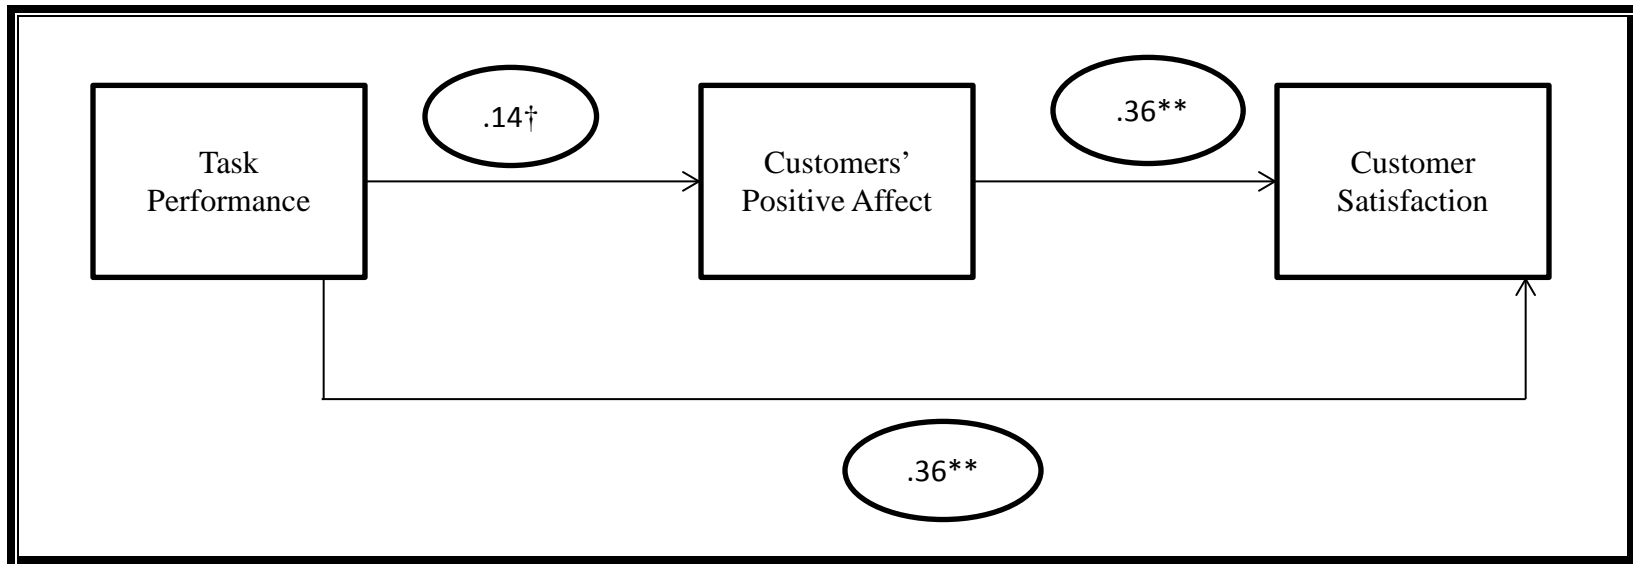 .14†
.36**
Task
Performance
Customers’
Positive Affect
Customer
Satisfaction
.36**